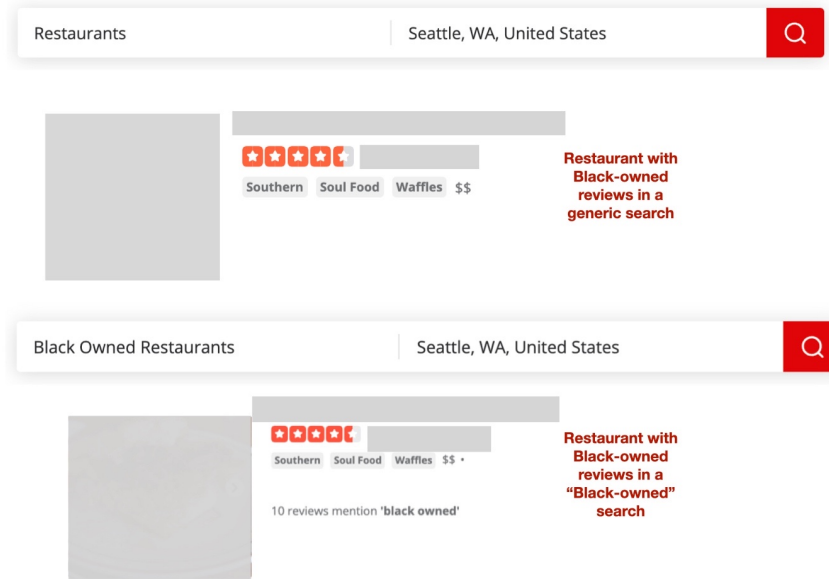 Restaurants
Seattle, WA, United States
Southern Soul Food Waffles $$
Restaurant with
Black-owned
reviews in a
generic search
Black Owned Restaurants
Seattle, WA, United States
Southern Soul Food Waffles $$ •
10 reviews mention 'black owned'
Restaurant with
Black-owned
reviews in a
“Black-owned”
search